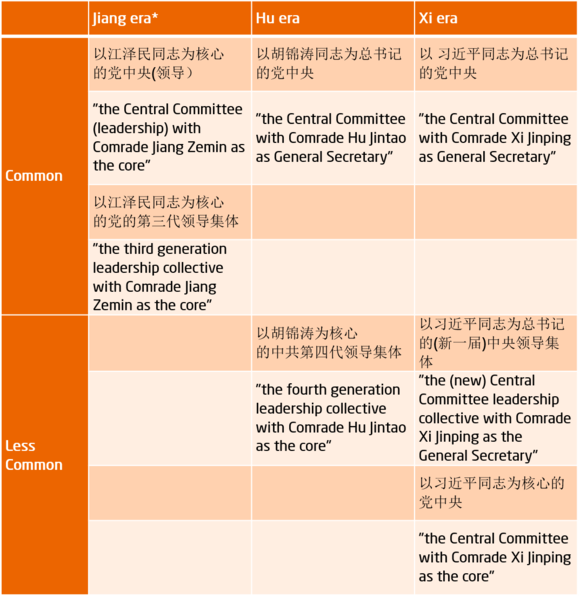 Jiang era*
Hu era
Xi era
Common
以江泽民同志为核心
的党中央(领导）
以胡锦涛同志为总书记
的党中央
以 习近平同志为总书记
的党中央
"the Central Committee
(leadership) with
Comrade Jiang Zemin as
the core"
"the Central Committee
with Comrade Hu Jintao
as General Secretary"
"the Central Committee
with Comrade Xi Jinping
as General Secretary"
以江泽民同志为核心
的党的第三代领导集体
"the third generation
leadership collective
with Comrade Jiang
Zemin as the core"
Less
Common
以胡锦涛为核心
的中共第四代领导集体
以习近平同志为总书记
的(新一届)中央领导集
体
"the fourth generation
leadership collective
with Comrade Hu Jintao
as the core"
"the (new) Central
Committee leadership
collective with Comrade
Xi Jinping as the
General Secretary"
以习近平同志为核心的
党中央
"the Central Committee
with Comrade Xi Jinping
as the core"